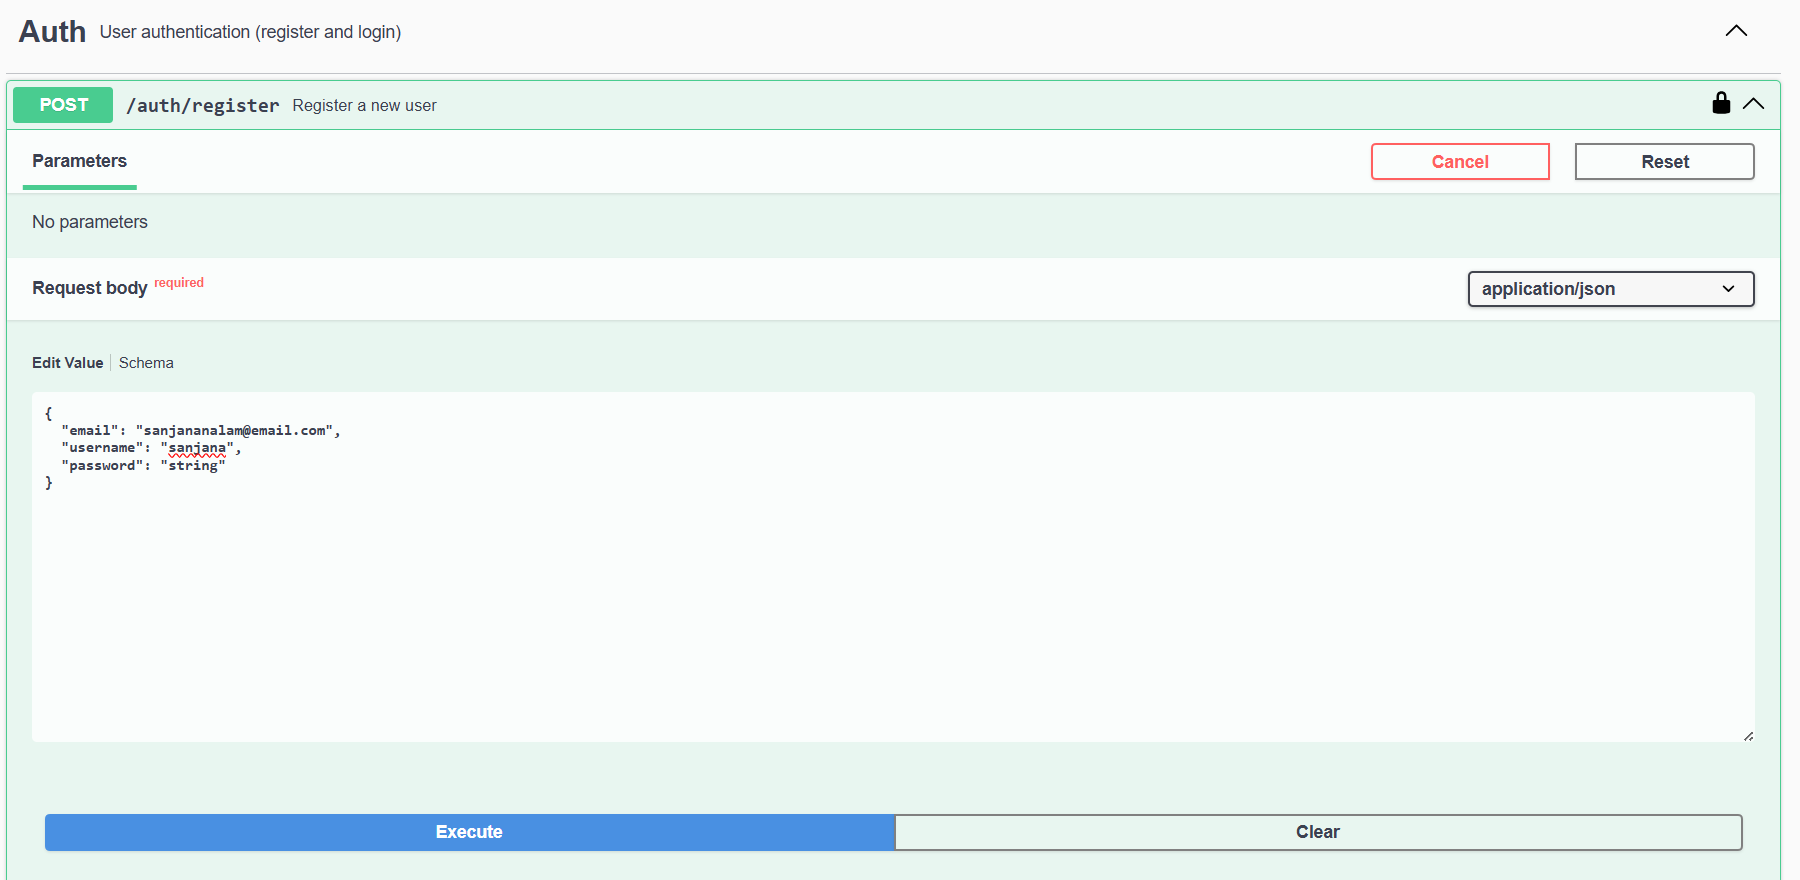 Auth User authentication (register and login)
POST /auth/register Register a new user
Parameters Cancel Reset
No parameters
Request body required application/json
Edit Value Schema
{
"email": "sanjananalam@email.com",
"username": "sanjana",
"password": "string"
}
Execute Clear